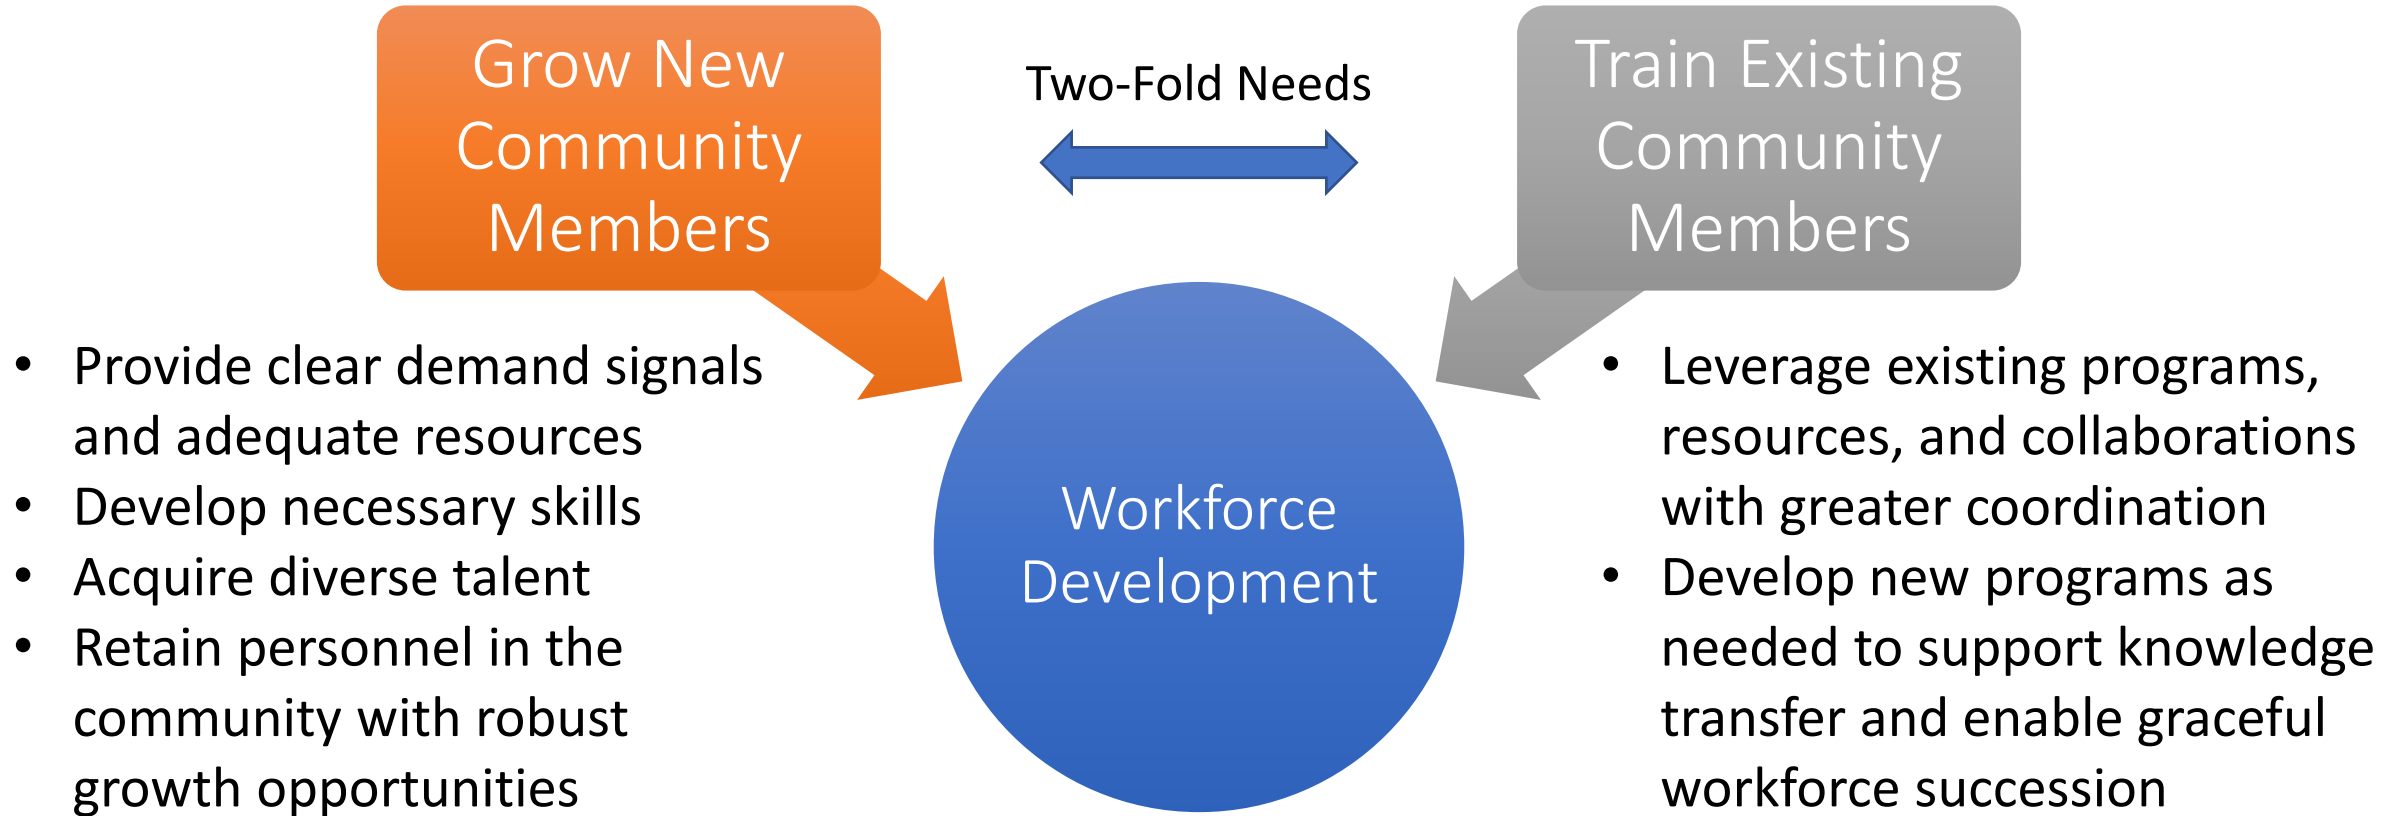 Grow New
Community
Members
Two-Fold Needs
Train Existing
Community
Members
• Provide clear demand signals
and adequate resources
• Develop necessary skills
• Acquire diverse talent
• Retain personnel in the
community with robust
growth opportunities
Workforce
Development
• Leverage existing programs,
resources, and collaborations
with greater coordination
• Develop new programs as
needed to support knowledge
transfer and enable graceful
workforce succession